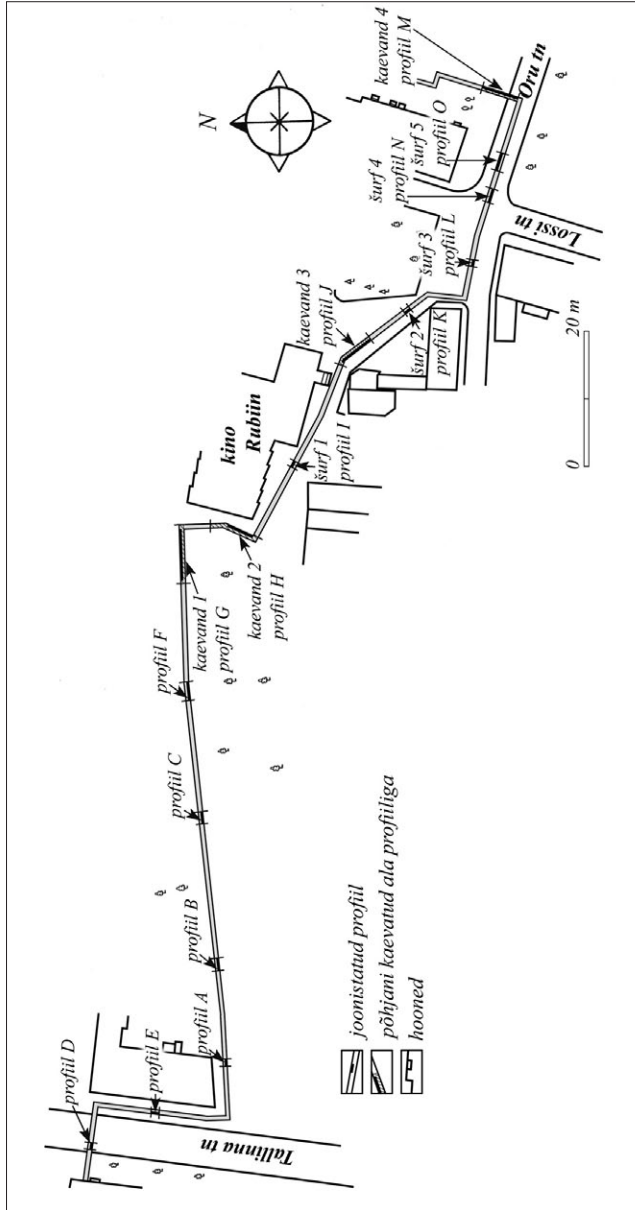 profiil D
profiil E
profiil A
Tallinna tn
profiil B
profiil C
profiil F
kaevand 1
profiil G
kaevand 2
profiil H
kino
Rubiin
šurf 1
profiil I
kaevand 3
profiil J
šurf 2
profiil K
šurf 3
profiil L
šurf 4
profiil N
šurf 5
profiil O
kaevand 4
profiil M
Oru tn
Lossi tn
N
0
20 m
joonistatud profiil
põhjani kaevatud ala profiiliga
hooned